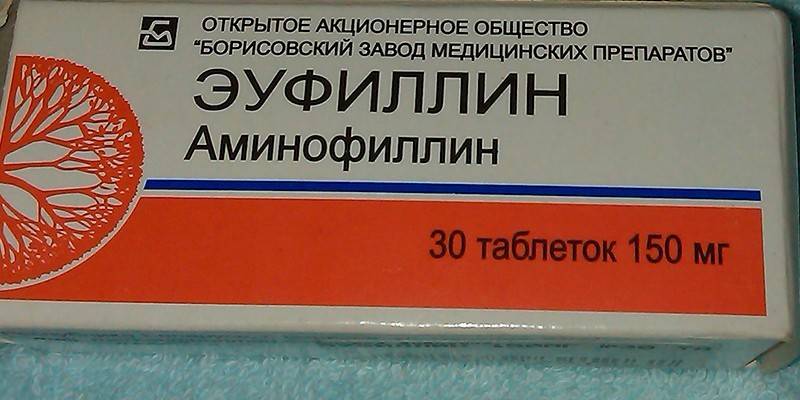 ОТКРЫТОЕ АКЦИОНЕРНОЕ ОБЩЕСТВО
"БОРИСОВСКИЙ ЗАВОД МЕДИЦИНСКИХ ПРЕПАРАТОВ"
ЭУФИЛЛИН
Аминофиллин
30 таблеток 150 мг